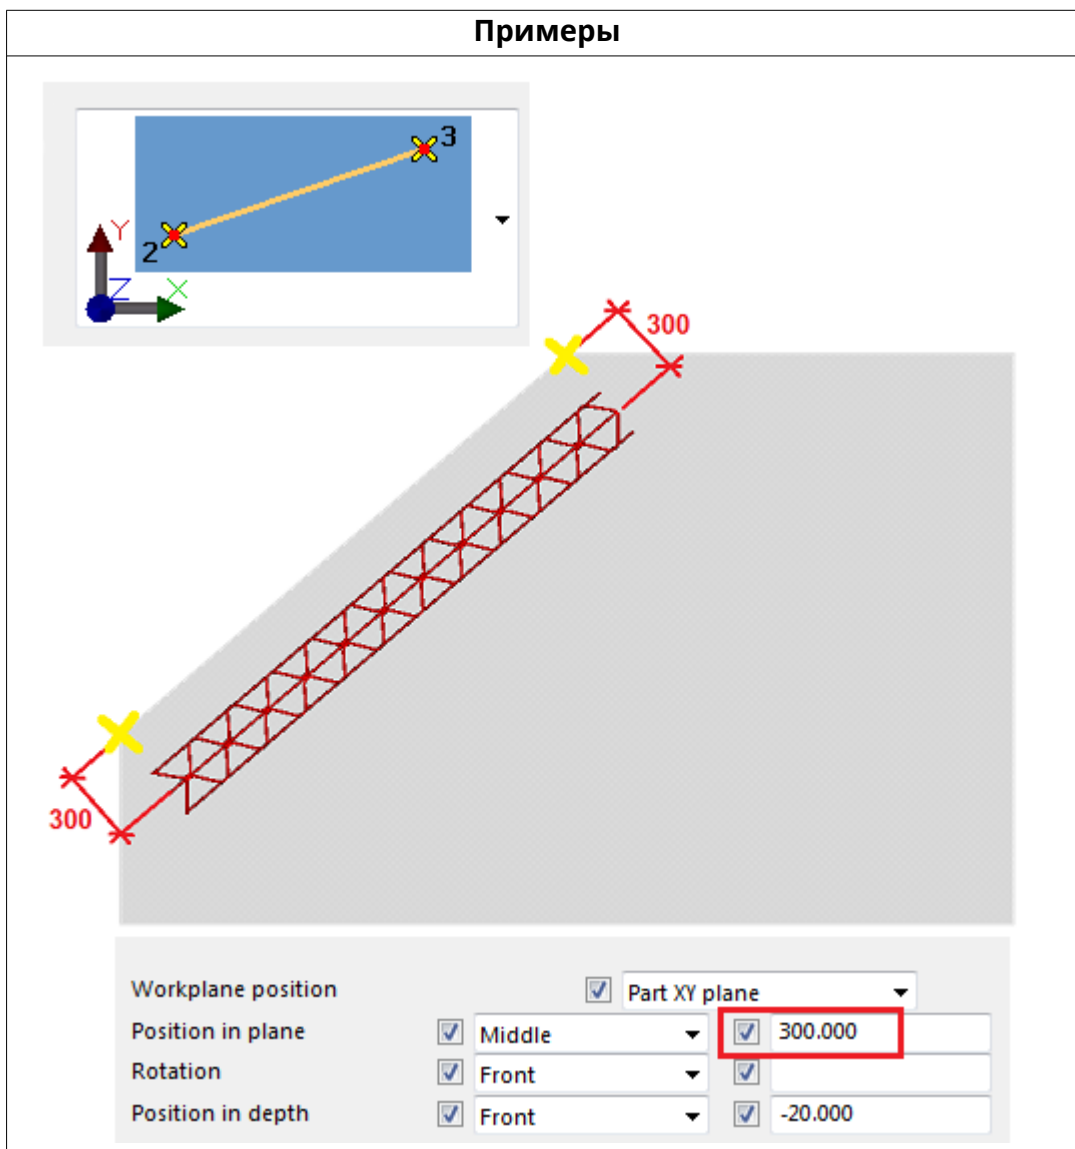 Примеры
3
Y
2
Z X
300
300
Workplane position Part XY plane
Position in plane Middle 300.000
Rotation Front
Position in depth Front -20.000